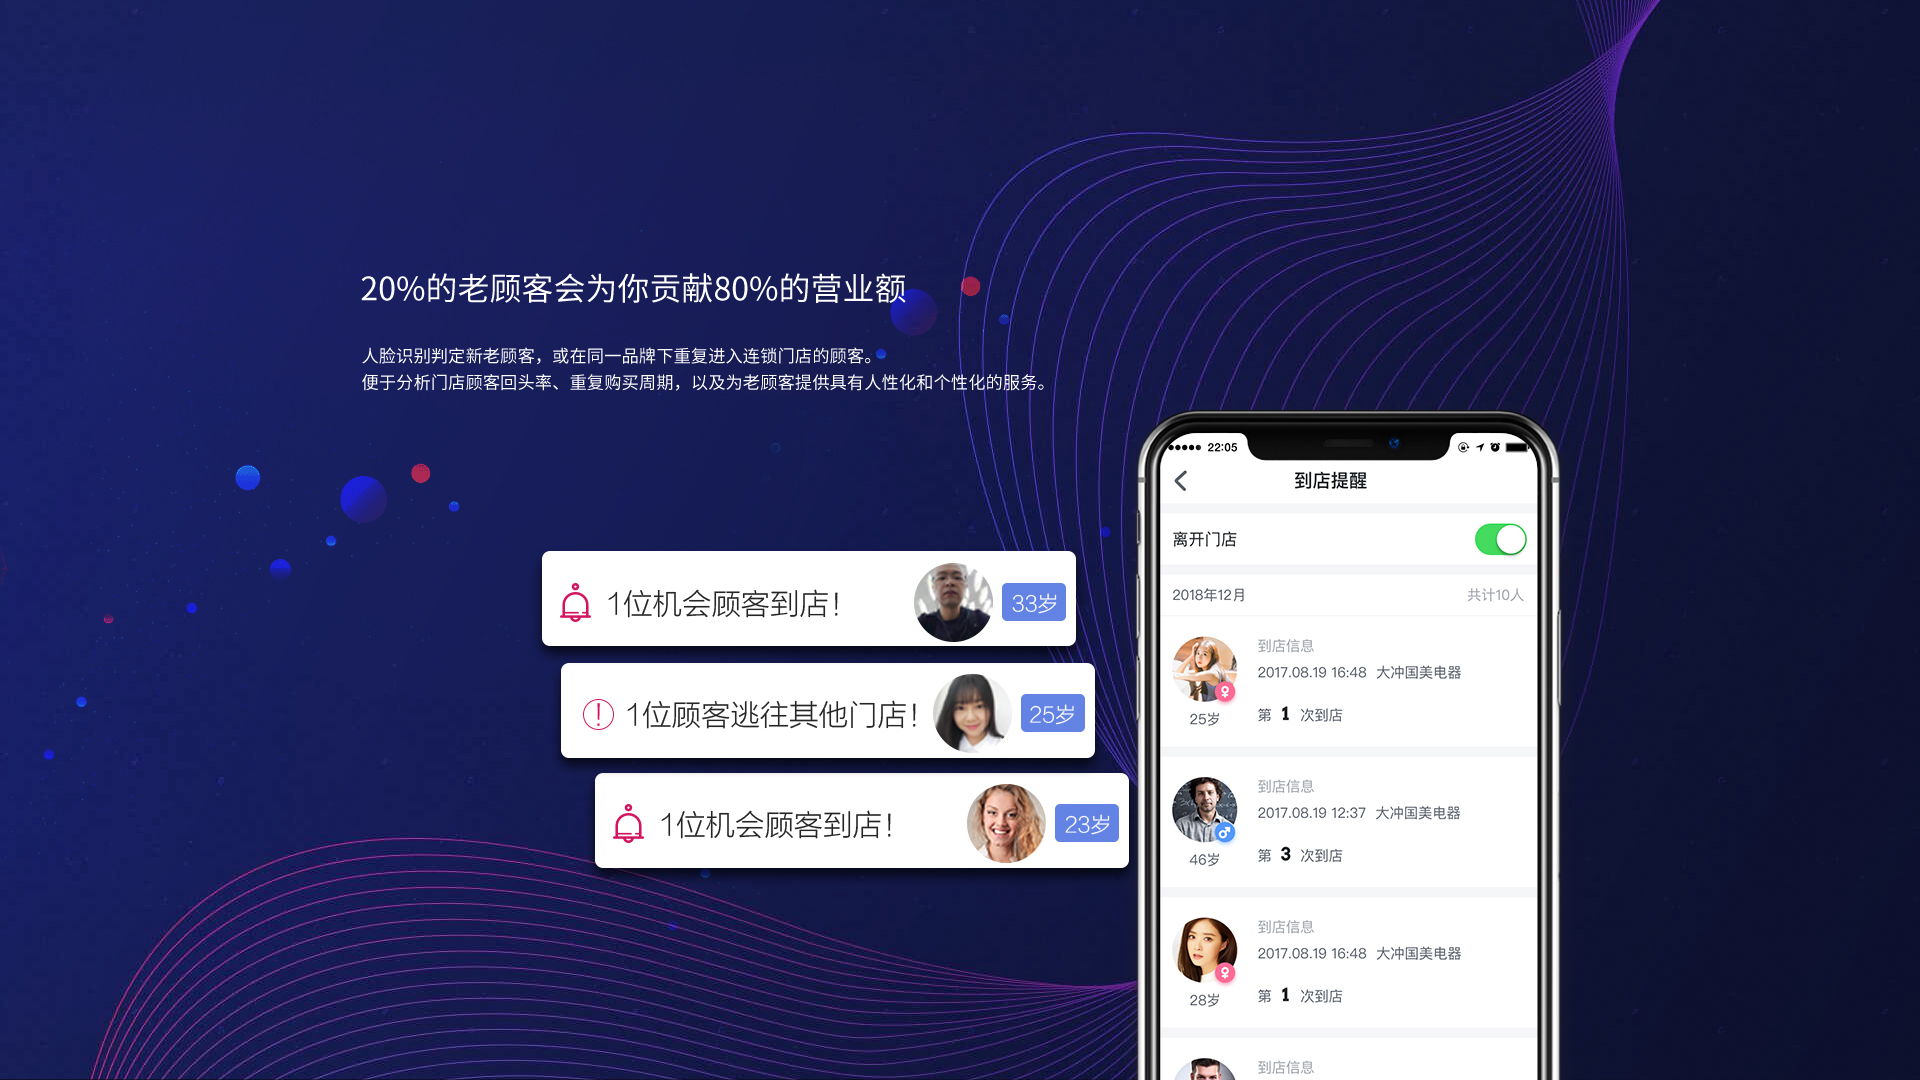 20%的老顾客会为你贡献80%的营业额
人脸识别判定新老顾客，或在同一品牌下重复进入连锁门店的顾客。
便于分析门店顾客回头率、重复购买周期，以及为老顾客提供具有人性化和个性化的服务。
1位机会顾客到店！
33岁
1位顾客逃往其他门店！
25岁
1位机会顾客到店！
23岁
22:05
到店提醒
离开门店
2018年12月
共计10人
到店信息
2017.08.19 16:48 大冲国美电器
第 1 次到店
25岁
到店信息
2017.08.19 12:37 大冲国美电器
第 3 次到店
46岁
到店信息
2017.08.19 16:48 大冲国美电器
第 1 次到店
28岁
到店信息